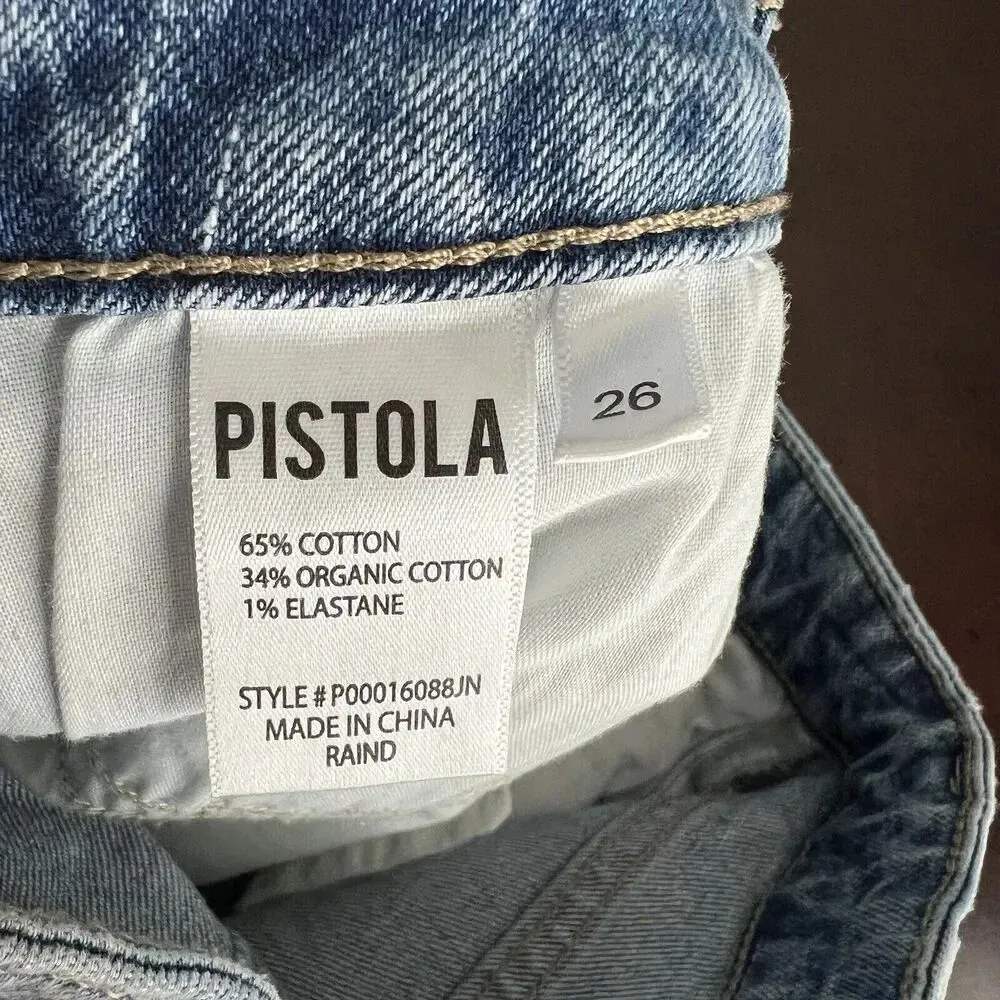 PISTOLA
26
65% COTTON
34% ORGANIC COTTON
1% ELASTANE
STYLE # P00016088JN
MADE IN CHINA
RAIND